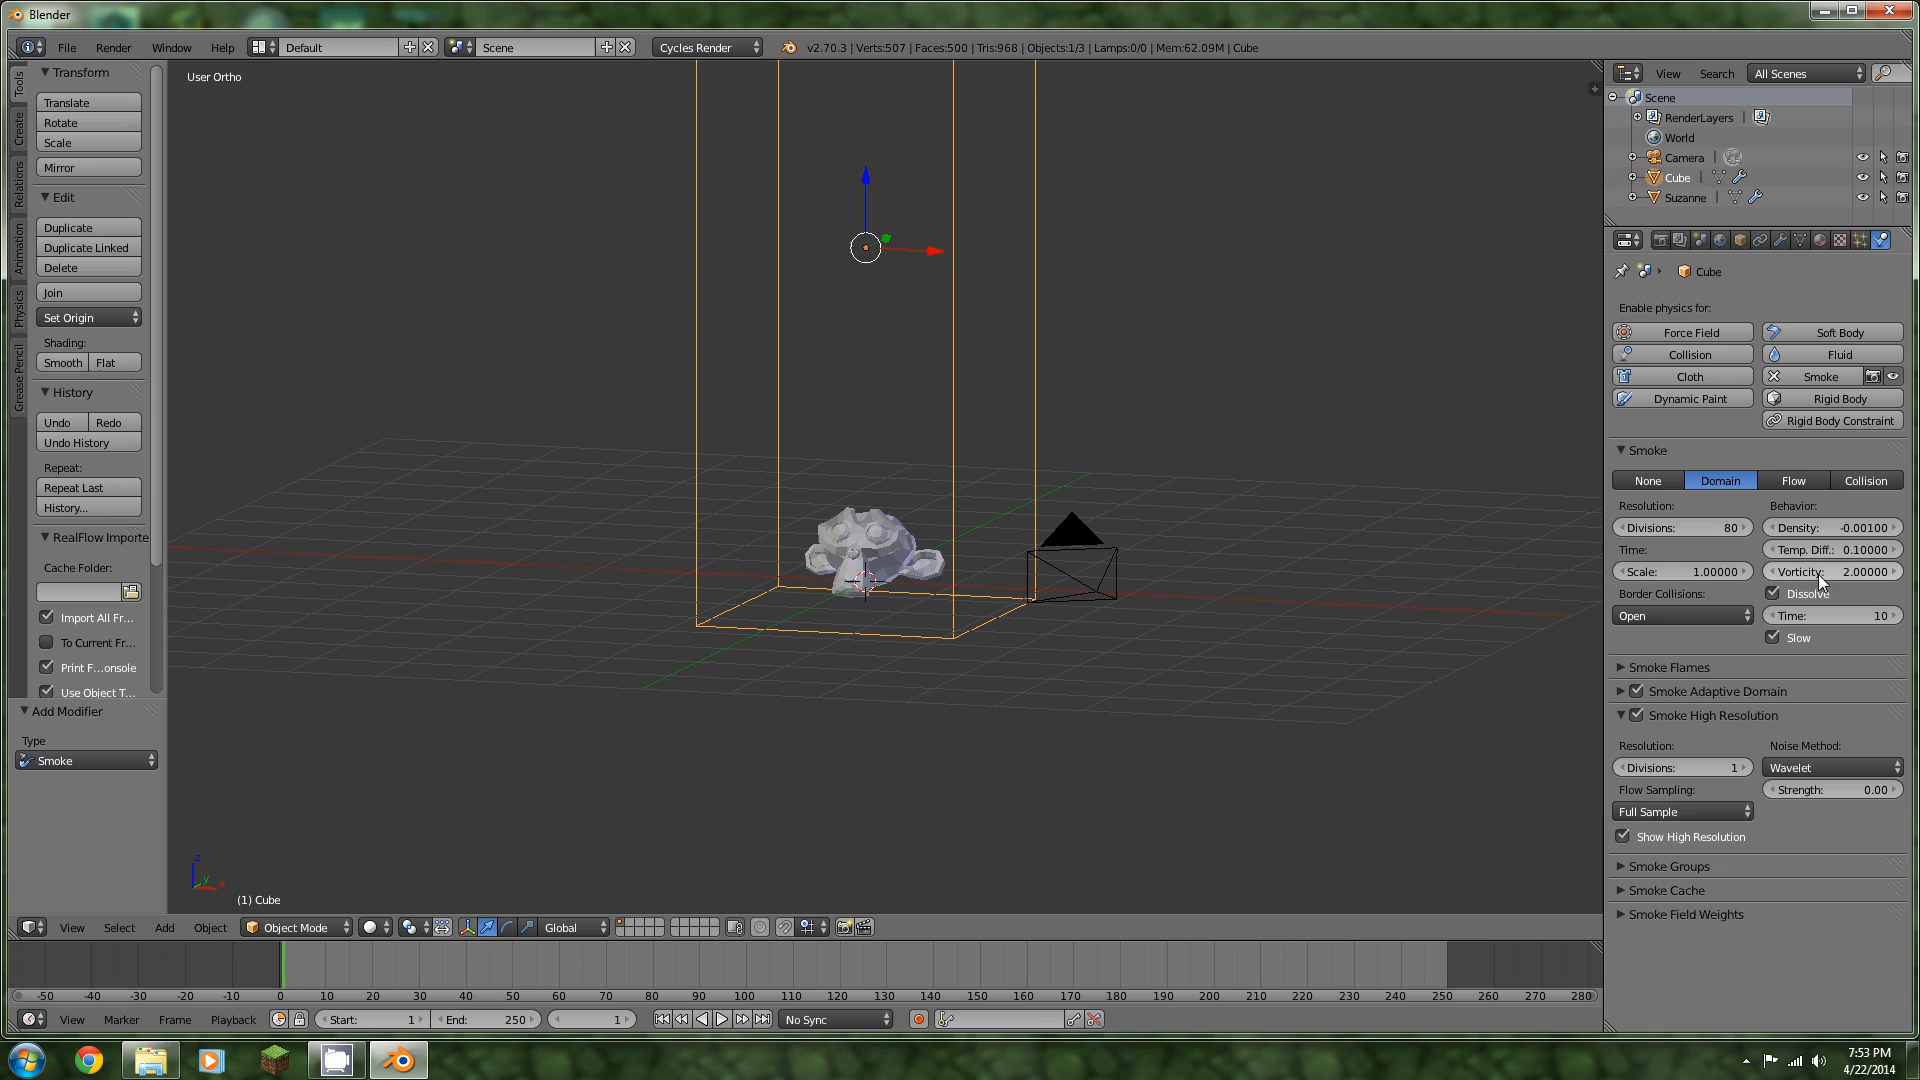 Blender
File Render Window Help Default Scene Cycles Render v2.70.3 | Verts:507 | Faces:500 | Tris:968 | Objects:1/3 | Lamps:0/0 | Mem:62.09M | Cube
Tools
Create
Relations
Animation
Physics
Grease Pencil
Transform
Translate
Rotate
Scale
Mirror
Edit
Duplicate
Duplicate Linked
Delete
Join
Set Origin
Shading:
Smooth Flat
History
Undo Redo
Undo History
Repeat:
Repeat Last
History...
RealFlow Importe
Cache Folder:
Import All Fr...
To Current Fr...
Print F...onsole
Use Object T...
Add Modifier
Type
Smoke
User Ortho
z
y
x
(1) Cube
View Select Add Object Object Mode Global
View Search All Scenes
Scene
RenderLayers |
World
Camera |
Cube |
Suzanne |
Cube
Enable physics for:
Force Field Soft Body
Collision Fluid
Cloth Smoke
Dynamic Paint Rigid Body
Rigid Body Constraint
Smoke
None Domain Flow Collision
Resolution: Behavior:
Divisions: 80 Density: -0.00100
Time: Temp. Diff.: 0.10000
Scale: 1.00000 Vorticity: 2.00000
Border Collisions: Dissolve
Open Time: 10
Slow
Smoke Flames
Smoke Adaptive Domain
Smoke High Resolution
Resolution: Noise Method:
Divisions: 1 Wavelet
Flow Sampling: Strength: 0.00
Full Sample
Show High Resolution
Smoke Groups
Smoke Cache
Smoke Field Weights
-50 -40 -30 -20 -10 0 10 20 30 40 50 60 70 80 90 100 110 120 130 140 150 160 170 180 190 200 210 220 230 240 250 260 270 280
View Marker Frame Playback Start: 1 End: 250 1 No Sync
7:53 PM
4/22/2014